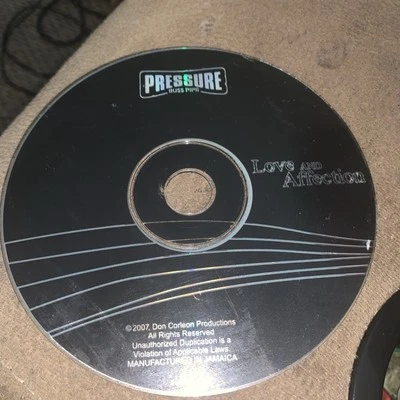 PRESSURE
BUSS PIPE
Love AND
Affection
©2007, Don Corleon Productions
All Rights Reserved
Unauthorized Duplication is a
Violation of Applicable Laws
MANUFACTURED IN JAMAICA